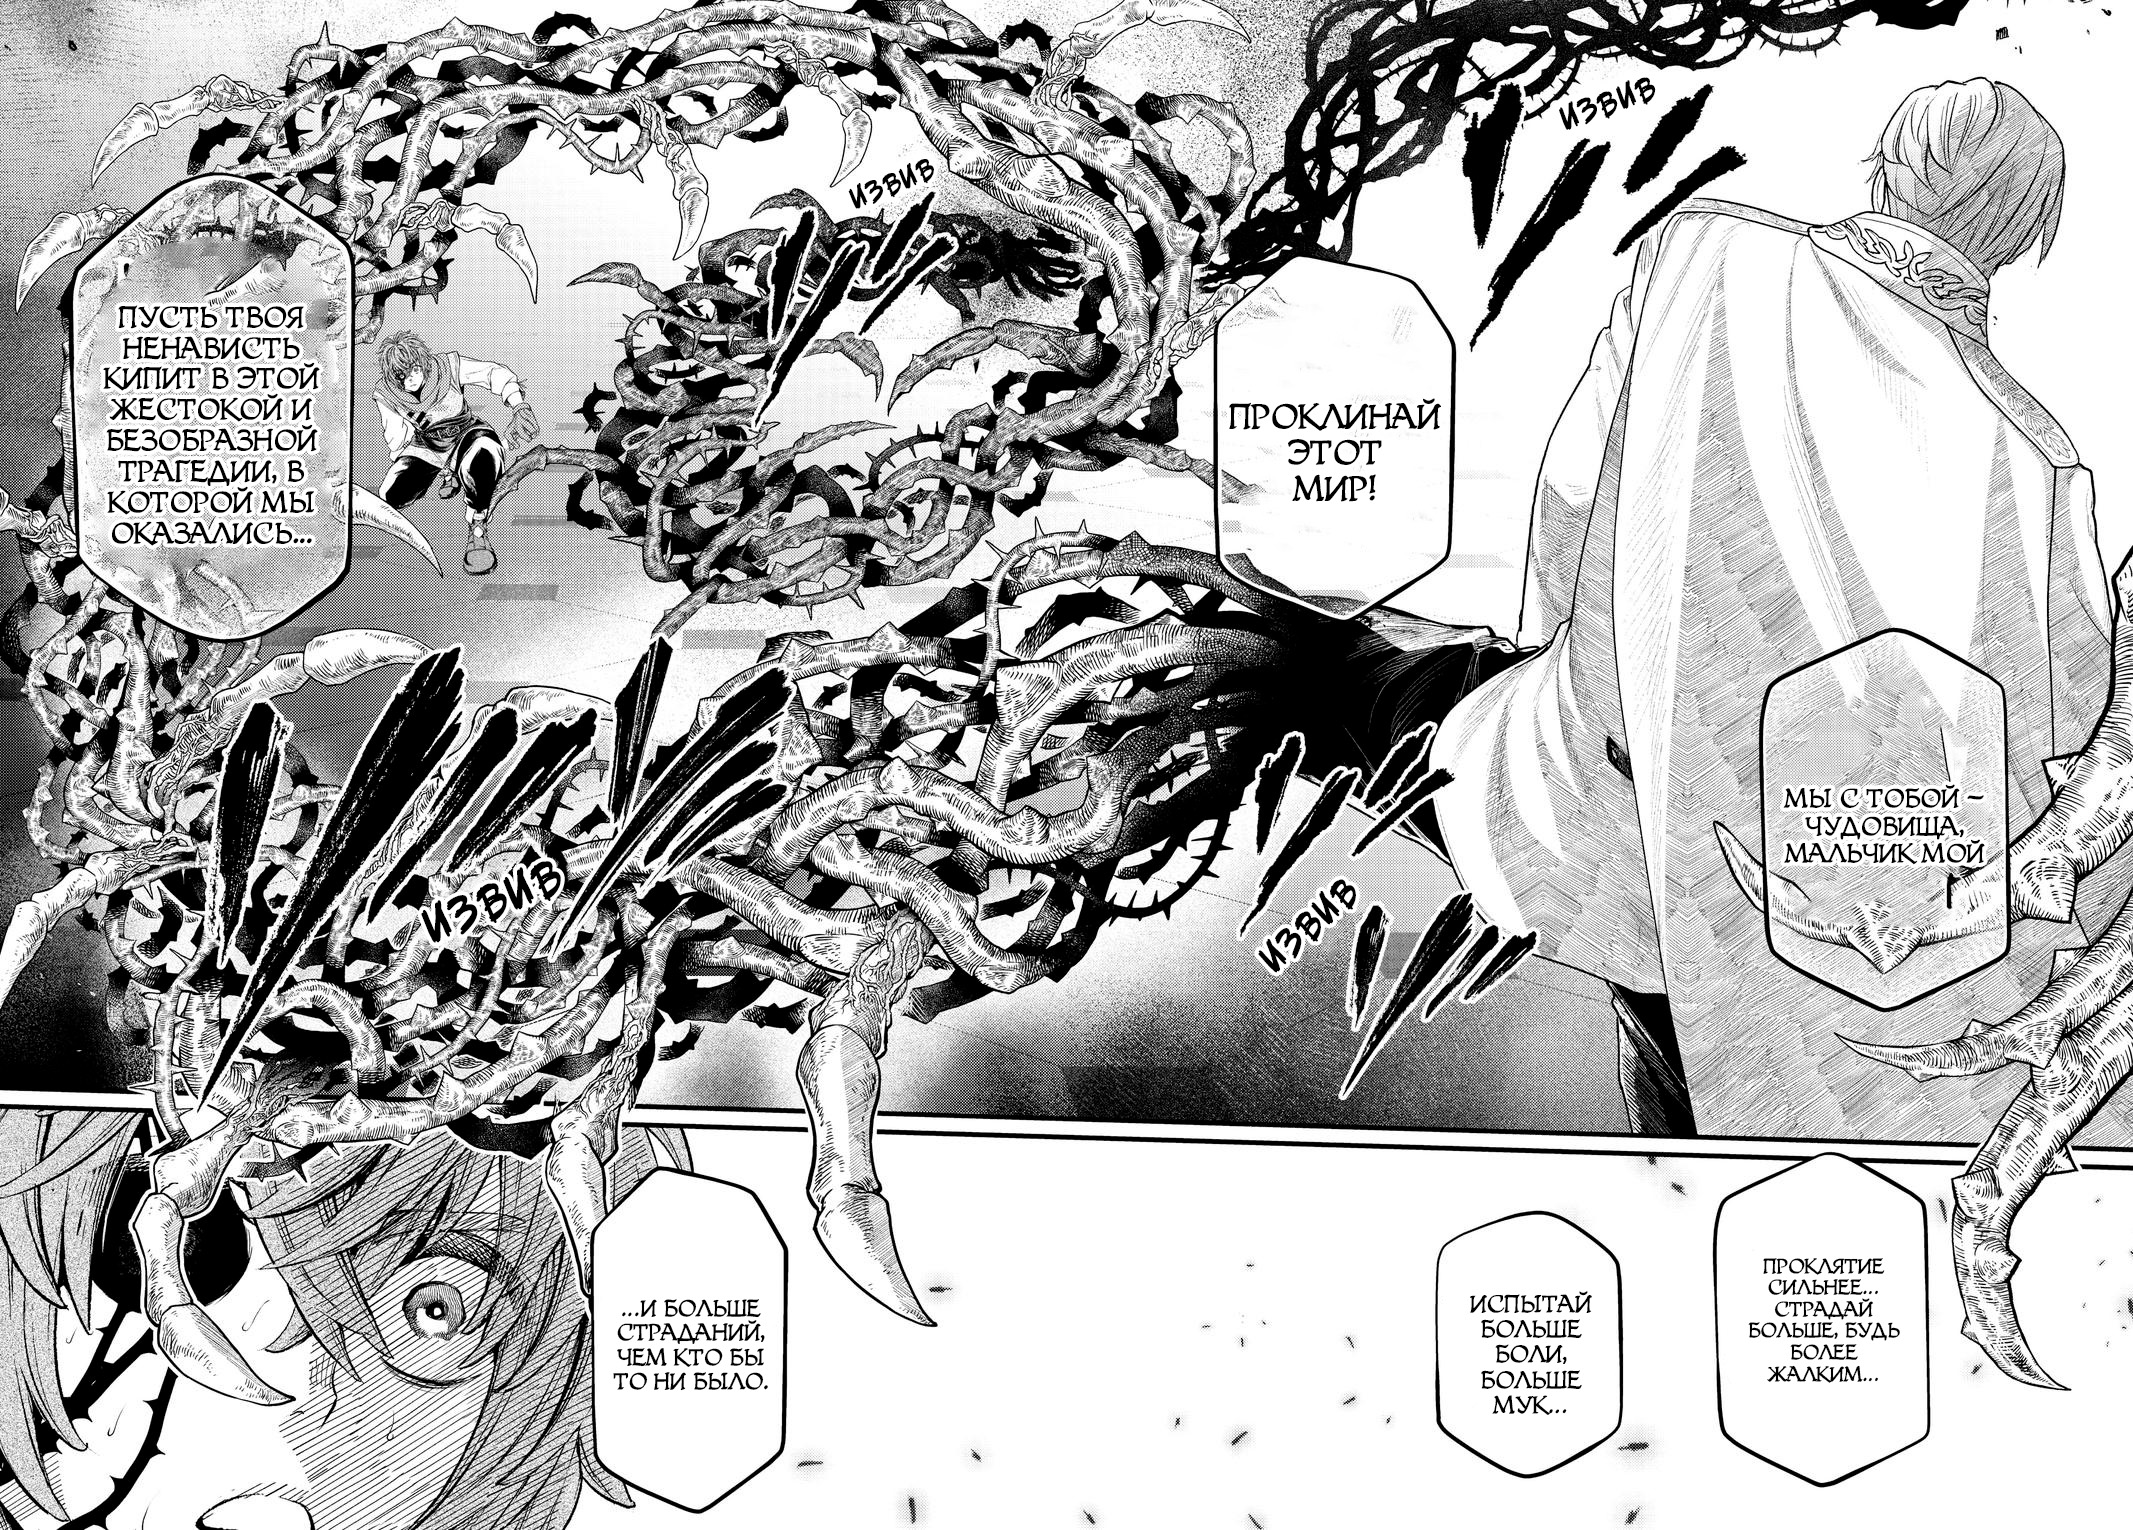 ИЗВИВ
ИЗВИВ
МЫ С ТОБОЙ –
ЧУДОВИЩА,
МАЛЬЧИК МОЙ
ПРОКЛИНАЙ
ЭТОТ
МИР!
ПУСТЬ ТВОЯ
НЕНАВИСТЬ
КИПИТ В ЭТОЙ
ЖЕСТОКОЙ И
БЕЗОБРАЗНОЙ
ТРАГЕДИИ, В
КОТОРОЙ МЫ
ОКАЗАЛИСЬ...
ИЗВИВ
ИЗВИВ
ПРОКЛЯТИЕ
СИЛЬНЕЕ...
СТРАДАЙ
БОЛЬШЕ, БУДЬ
БОЛЕЕ
ЖАЛКИМ...
ИСПЫТАЙ
БОЛЬШЕ
БОЛИ,
БОЛЬШЕ
МУК...
...И БОЛЬШЕ
СТРАДАНИЙ,
ЧЕМ КТО БЫ
ТО НИ БЫЛО.